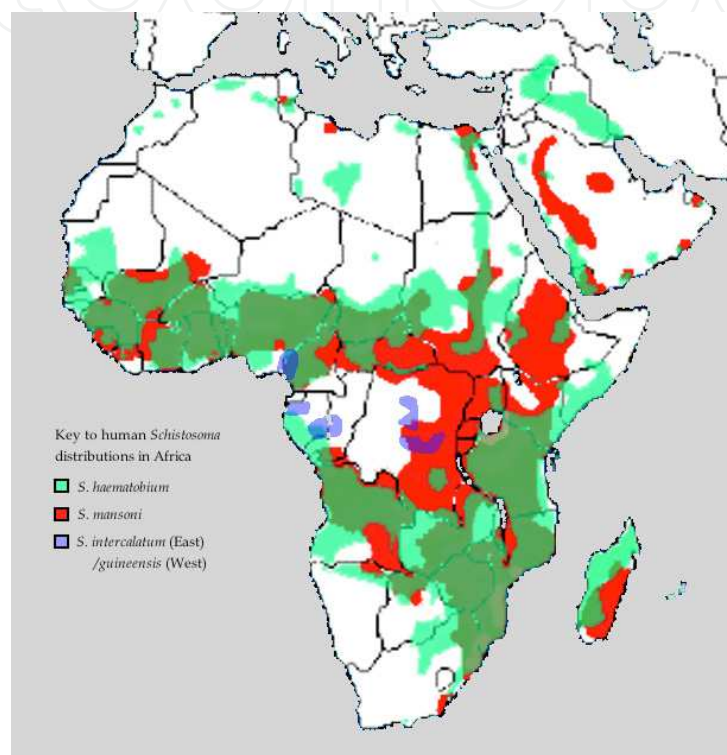 Key to human Schistosoma
distributions in Africa
S. haematobium
S. mansoni
S. intercalatum (East)
/guineensis (West)